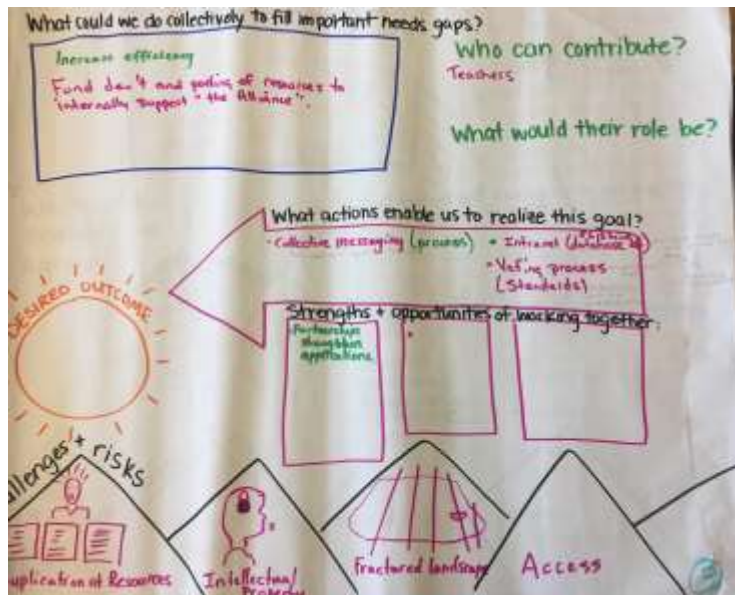 What could we do collectively to fill important needs gaps?
Increase efficiency
Fund dev't and pooling of resources to
internally support "the Alliance".
Who can contribute?
Teachers
What would their role be?
What actions enable us to realize this goal?
• Collective messaging (process)
• Intranet (database
• Vetting process
(Standards)
DESIRED OUTCOME
Strengths + opportunities of working together:
Partnerships
strengthen
applications
allenges + risks
uplication of Resources
Intellectual
Property
Fractured landscape
Access